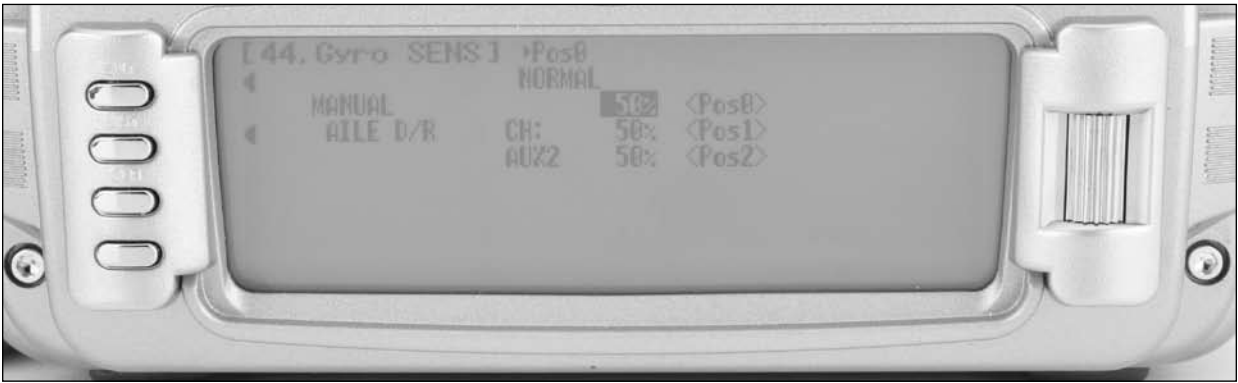 [44.Gyro SENS] ▸Pos0
NORMAL
MANUAL 50% <Pos0>
AILE D/R CH: 50% <Pos1>
AUX2 50% <Pos2>